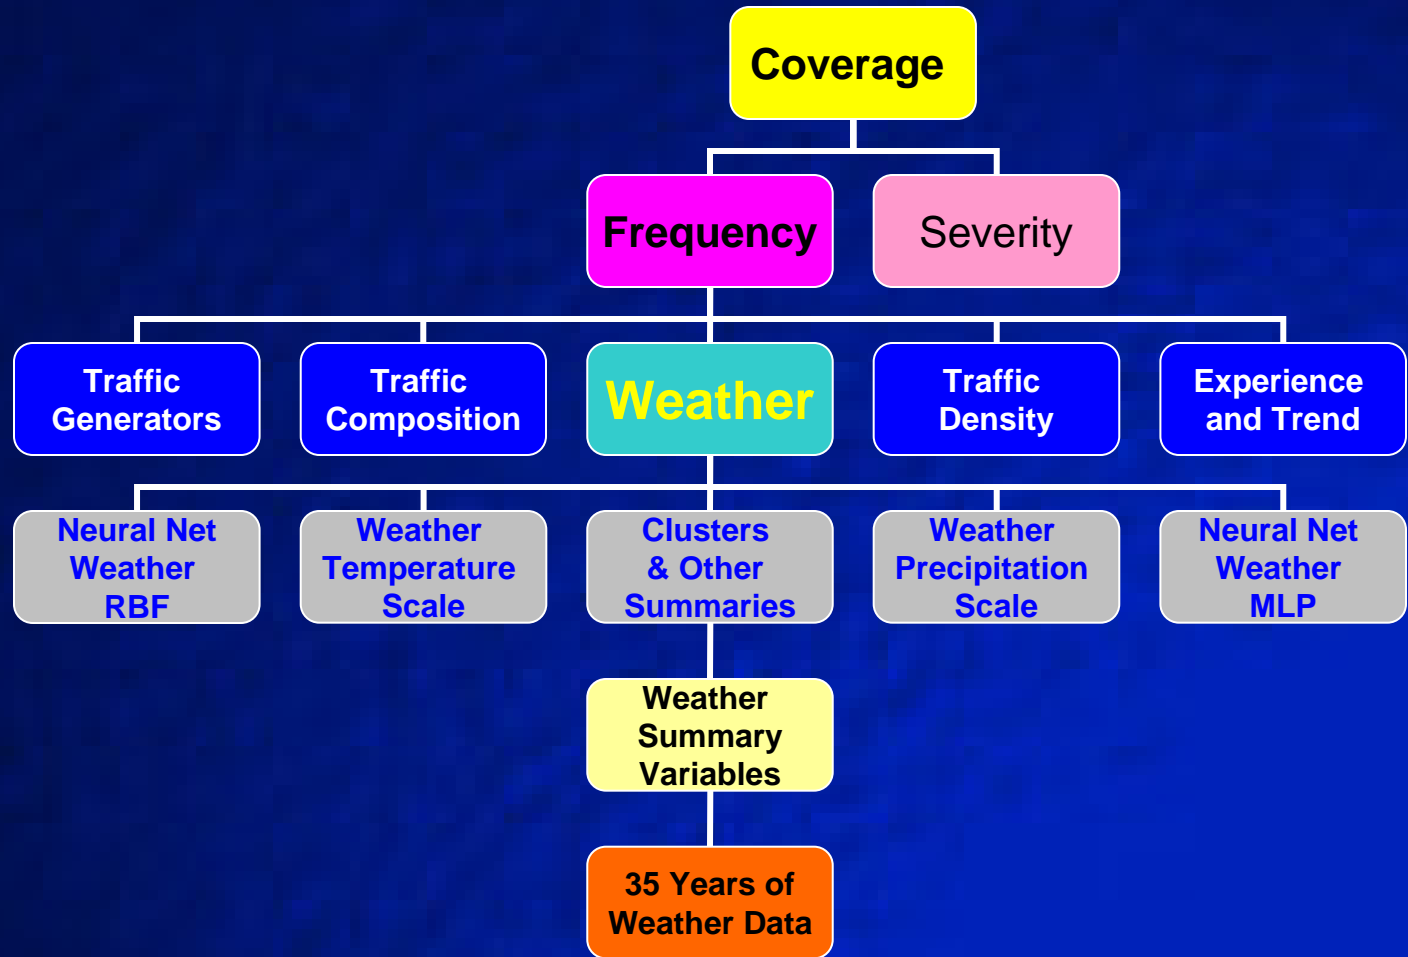 Coverage
Frequency
Severity
Traffic
Generators
Traffic
Composition
Weather
Traffic
Density
Experience
and Trend
Neural Net
Weather
RBF
Weather
Temperature
Scale
Clusters
& Other
Summaries
Weather
Precipitation
Scale
Neural Net
Weather
MLP
Weather
Summary
Variables
35 Years of
Weather Data